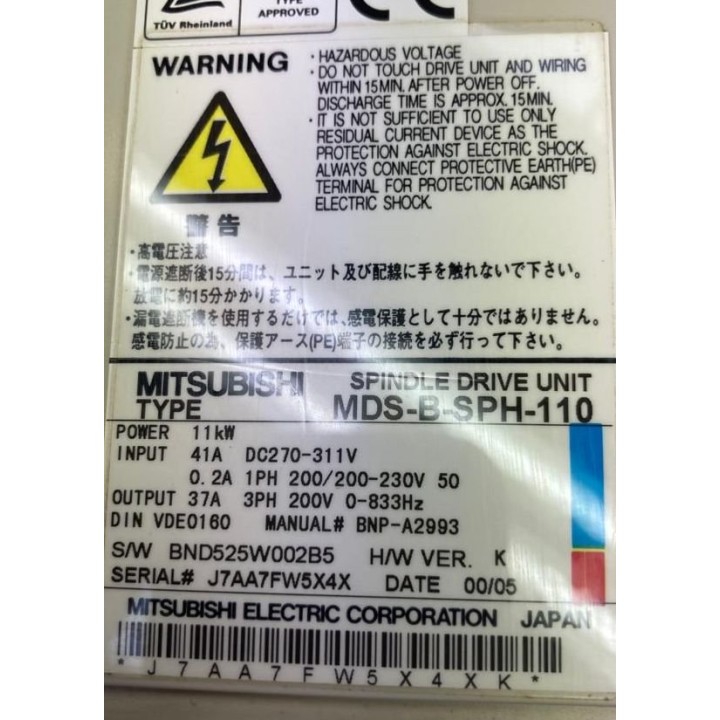 TÜV Rheinland
TYPE
APPROVED
CE
WARNING
・HAZARDOUS VOLTAGE
・DO NOT TOUCH DRIVE UNIT AND WIRING
WITHIN 15MIN. AFTER POWER OFF.
DISCHARGE TIME IS APPROX. 15MIN.
・IT IS NOT SUFFICIENT TO USE ONLY
RESIDUAL CURRENT DEVICE AS THE
PROTECTION AGAINST ELECTRIC SHOCK.
ALWAYS CONNECT PROTECTIVE EARTH(PE)
TERMINAL FOR PROTECTION AGAINST
ELECTRIC SHOCK.
警告
・高電圧注意
・電源遮断後15分間は、ユニット及び配線に手を触れないで下さい。
放電に約15分かかります。
・漏電遮断機を使用するだけでは、感電保護として十分ではありません。
感電防止の為、保護アース(PE)端子の接続を必ず行って下さい。
MITSUBISHI SPINDLE DRIVE UNIT
TYPE MDS-B-SPH-110
POWER 11kW
INPUT 41A DC270-311V
0.2A 1PH 200/200-230V 50
OUTPUT 37A 3PH 200V 0-833Hz
DIN VDE0160 MANUAL# BNP-A2993
S/W BND525W002B5 H/W VER. K
SERIAL# J7AA7FW5X4X DATE 00/05
MITSUBISHI ELECTRIC CORPORATION JAPAN
*J7AA7FW5X4XK*